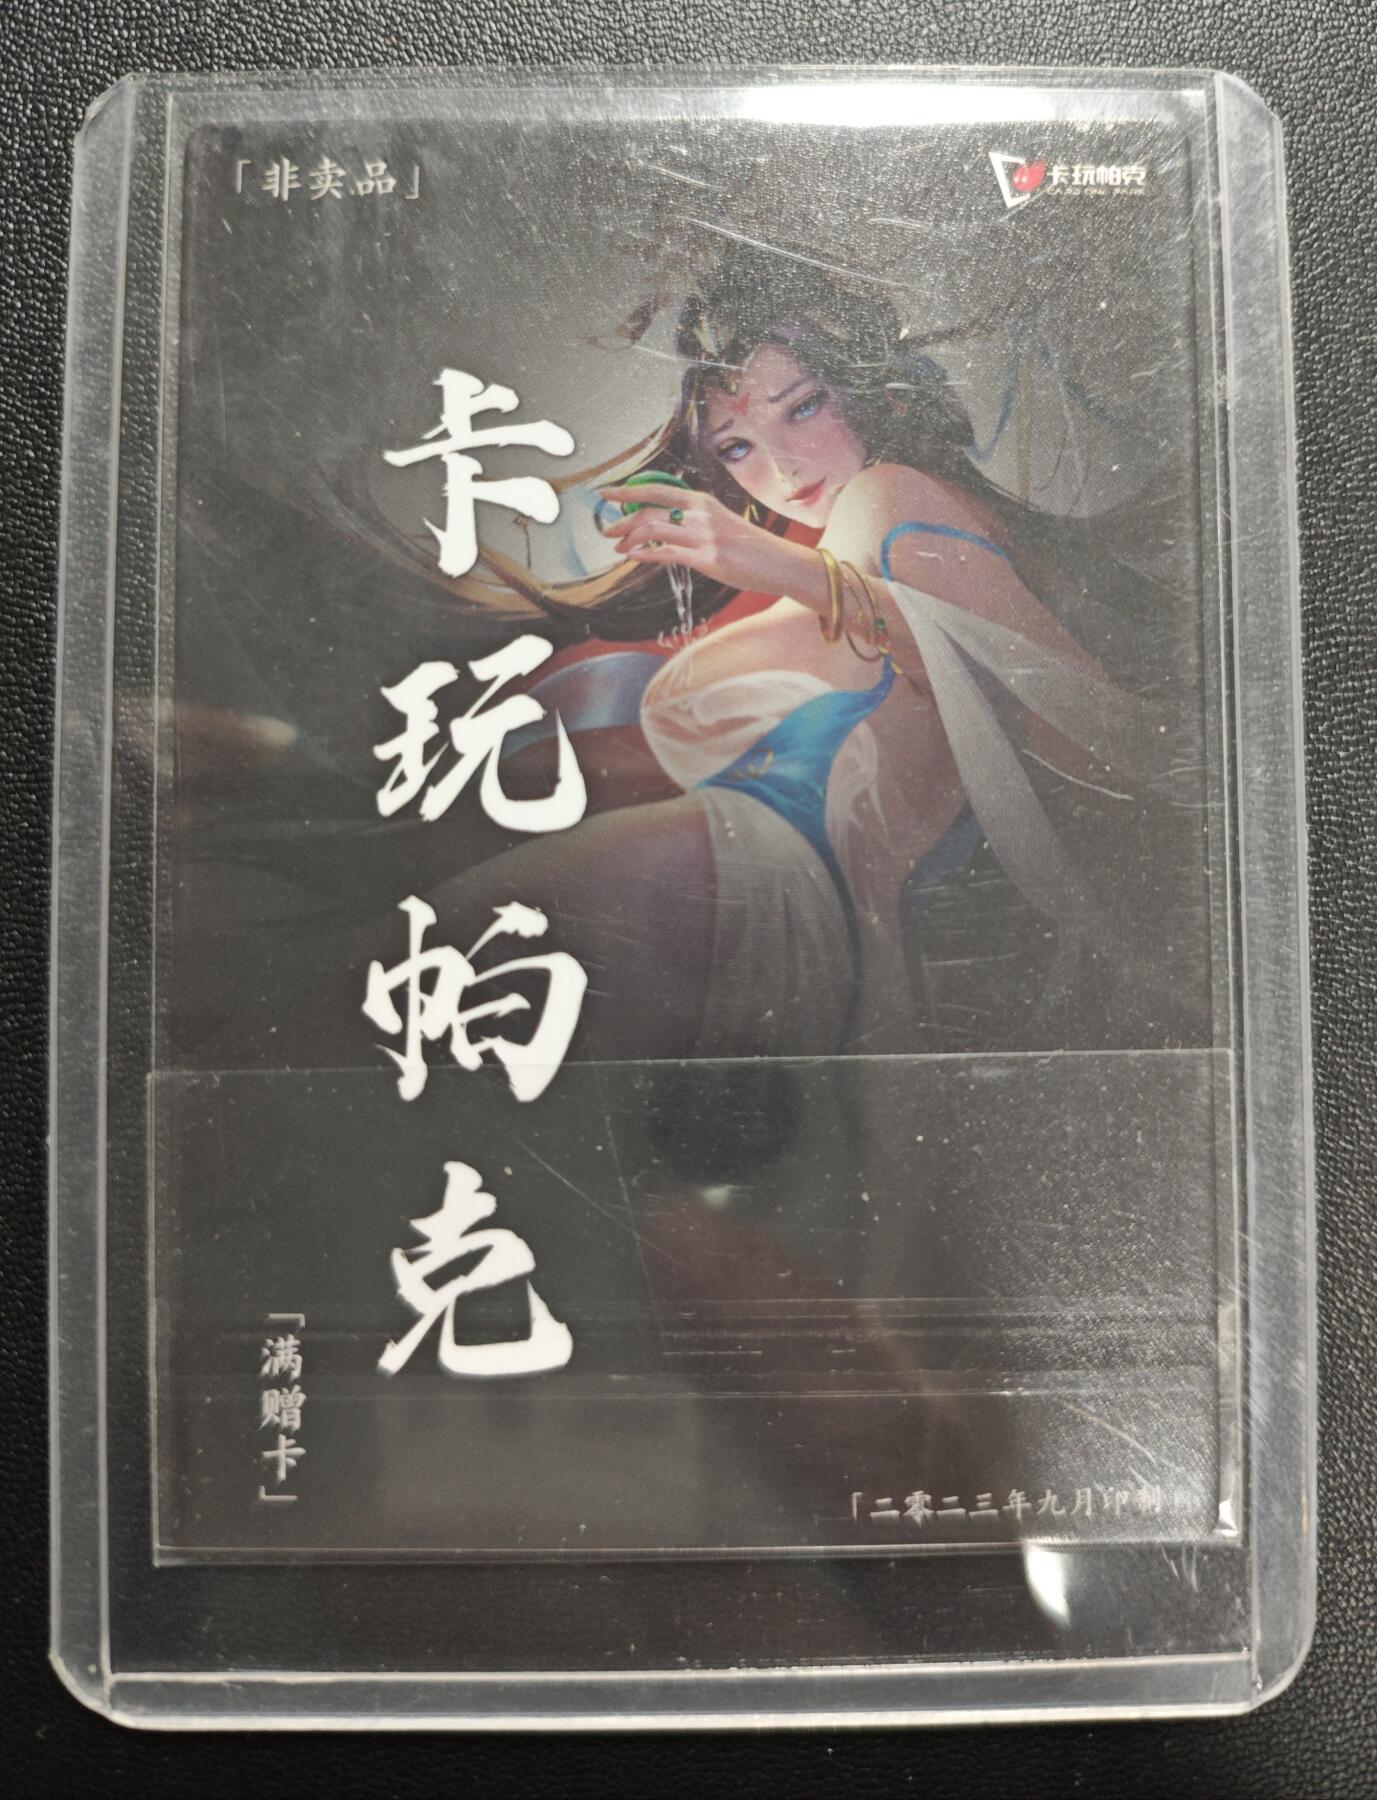 「非卖品」
卡玩帕克
卡玩帕克
「满赠卡」
「二零二三年九月印制